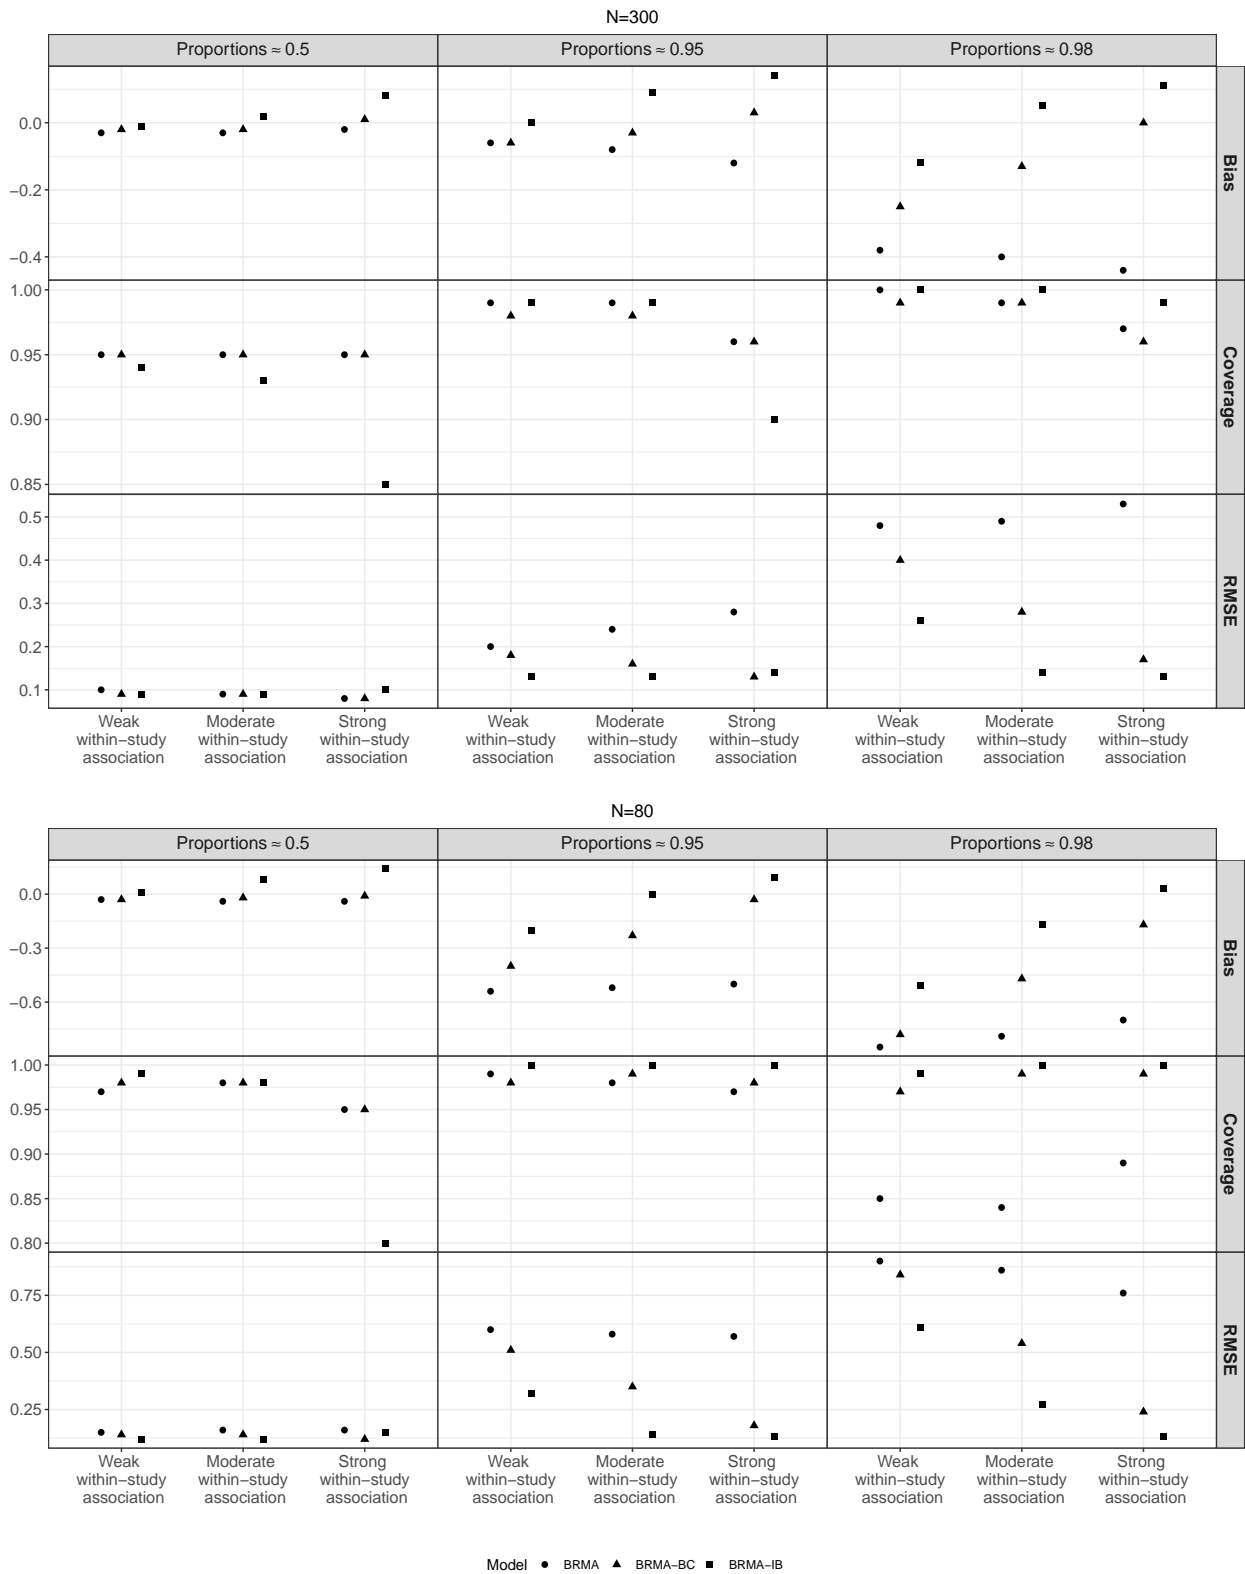 N=300
Proportions ≈ 0.5
Proportions ≈ 0.95
Proportions ≈ 0.98
0.0
−0.2
−0.4
Bias
1.00
0.95
0.90
0.85
Coverage
0.5
0.4
0.3
0.2
0.1
RMSE
Weak
within−study
association
Moderate
within−study
association
Strong
within−study
association
Weak
within−study
association
Moderate
within−study
association
Strong
within−study
association
Weak
within−study
association
Moderate
within−study
association
Strong
within−study
association
N=80
Proportions ≈ 0.5
Proportions ≈ 0.95
Proportions ≈ 0.98
0.0
−0.3
−0.6
Bias
1.00
0.95
0.90
0.85
0.80
Coverage
0.75
0.50
0.25
RMSE
Weak
within−study
association
Moderate
within−study
association
Strong
within−study
association
Weak
within−study
association
Moderate
within−study
association
Strong
within−study
association
Weak
within−study
association
Moderate
within−study
association
Strong
within−study
association
Model BRMA BRMA−BC BRMA−IB